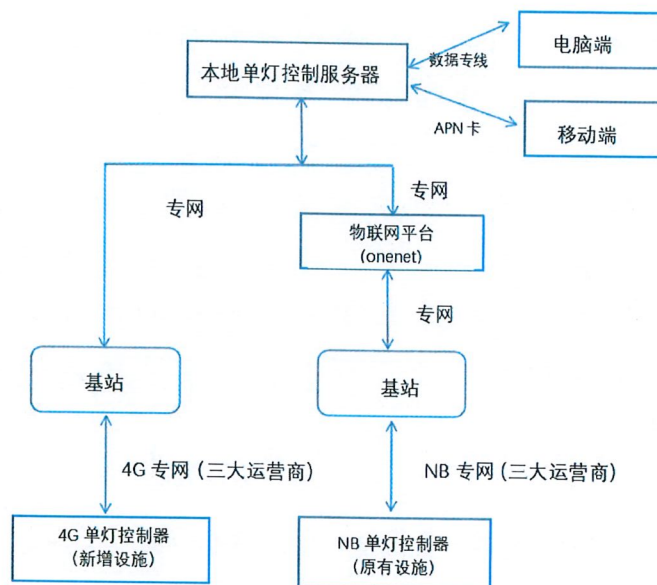 电脑端
数据专线
本地单灯控制服务器
APN卡
移动端
专网
专网
物联网平台
(onenet)
专网
基站
基站
4G 专网 (三大运营商)
NB 专网 (三大运营商)
4G 单灯控制器
(新增设施)
NB 单灯控制器
(原有设施)